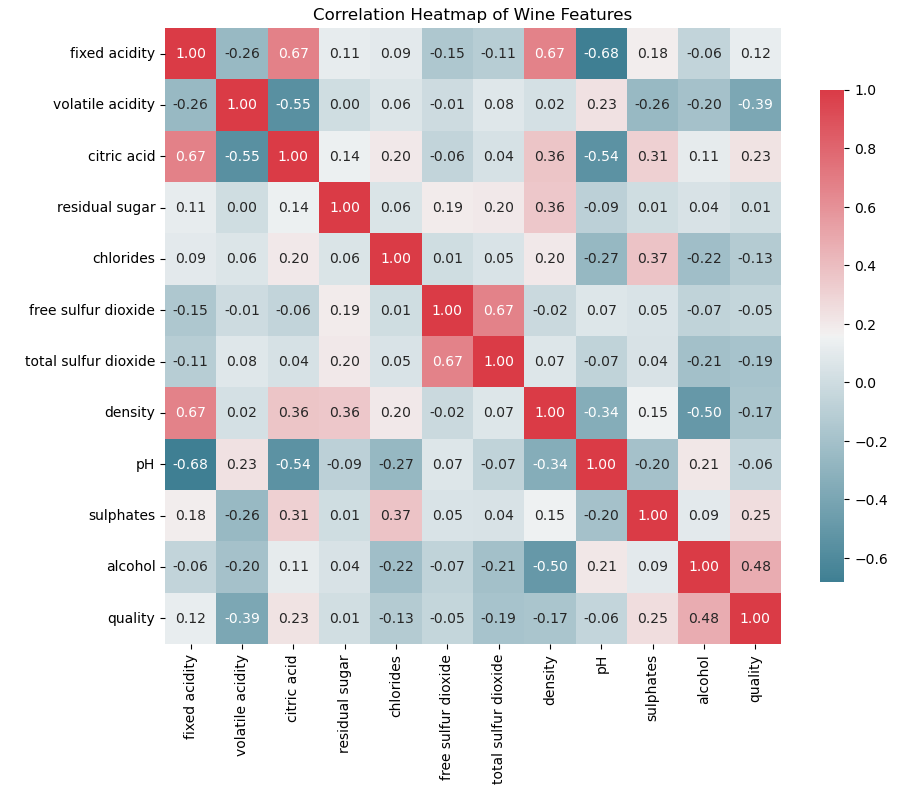 Correlation Heatmap of Wine Features
fixed acidity 1.00 -0.26 0.67 0.11 0.09 -0.15 -0.11 0.67 -0.68 0.18 -0.06 0.12
volatile acidity -0.26 1.00 -0.55 0.00 0.06 -0.01 0.08 0.02 0.23 -0.26 -0.20 -0.39
citric acid 0.67 -0.55 1.00 0.14 0.20 -0.06 0.04 0.36 -0.54 0.31 0.11 0.23
residual sugar 0.11 0.00 0.14 1.00 0.06 0.19 0.20 0.36 -0.09 0.01 0.04 0.01
chlorides 0.09 0.06 0.20 0.06 1.00 0.01 0.05 0.20 -0.27 0.37 -0.22 -0.13
free sulfur dioxide -0.15 -0.01 -0.06 0.19 0.01 1.00 0.67 -0.02 0.07 0.05 -0.07 -0.05
total sulfur dioxide -0.11 0.08 0.04 0.20 0.05 0.67 1.00 0.07 -0.07 0.04 -0.21 -0.19
density 0.67 0.02 0.36 0.36 0.20 -0.02 0.07 1.00 -0.34 0.15 -0.50 -0.17
pH -0.68 0.23 -0.54 -0.09 -0.27 0.07 -0.07 -0.34 1.00 -0.20 0.21 -0.06
sulphates 0.18 -0.26 0.31 0.01 0.37 0.05 0.04 0.15 -0.20 1.00 0.09 0.25
alcohol -0.06 -0.20 0.11 0.04 -0.22 -0.07 -0.21 -0.50 0.21 0.09 1.00 0.48
quality 0.12 -0.39 0.23 0.01 -0.13 -0.05 -0.19 -0.17 -0.06 0.25 0.48 1.00
fixed acidity
volatile acidity
citric acid
residual sugar
chlorides
free sulfur dioxide
total sulfur dioxide
density
pH
sulphates
alcohol
quality
1.0
0.8
0.6
0.4
0.2
0.0
−0.2
−0.4
−0.6